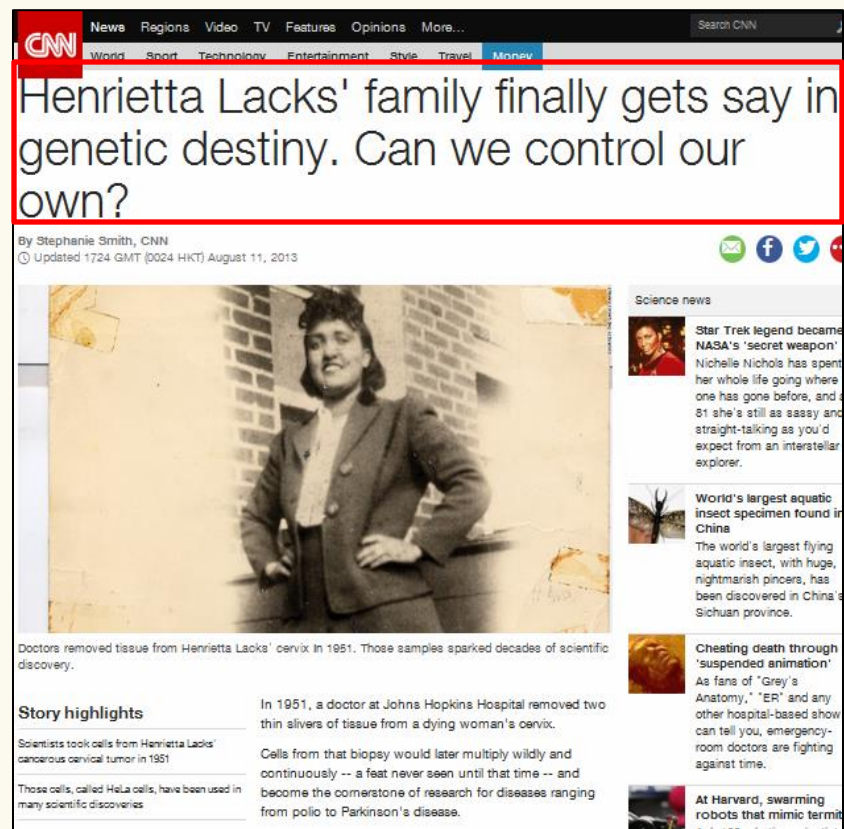 CNN
News Regions Video TV Features Opinions More...
Search CNN
World Sport Technology Entertainment Style Travel Money
Henrietta Lacks' family finally gets say in
genetic destiny. Can we control our
own?
By Stephanie Smith, CNN
Updated 1724 GMT (0024 HKT) August 11, 2013
Doctors removed tissue from Henrietta Lacks' cervix in 1951. Those samples sparked decades of scientific
discovery.
Story highlights
Scientists took cells from Henrietta Lacks'
cancerous cervical tumor in 1951
Those cells, called HeLa cells, have been used in
many scientific discoveries
In 1951, a doctor at Johns Hopkins Hospital removed two
thin slivers of tissue from a dying woman's cervix.
Cells from that biopsy would later multiply wildly and
continuously -- a feat never seen until that time -- and
become the cornerstone of research for diseases ranging
from polio to Parkinson's disease.
Science news
Star Trek legend became
NASA's 'secret weapon'
Nichelle Nichols has spent
her whole life going where
one has gone before, and
81 she's still as sassy and
straight-talking as you'd
expect from an interstellar
explorer.
World's largest aquatic
insect specimen found in
China
The world's largest flying
aquatic insect, with huge,
nightmarish pincers, has
been discovered in China's
Sichuan province.
Cheating death through
'suspended animation'
As fans of "Grey's
Anatomy," "ER" and any
other hospital-based show
can tell you, emergency-
room doctors are fighting
against time.
At Harvard, swarming
robots that mimic